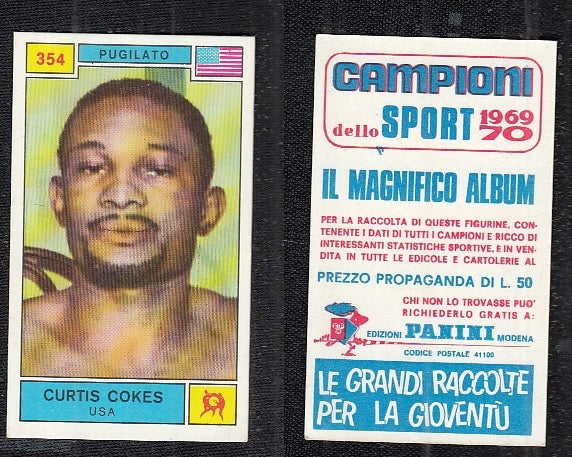 354
PUGILATO
CURTIS COKES
USA
CAMPIONI
dello SPORT 1969
70
IL MAGNIFICO ALBUM
PER LA RACCOLTA DI QUESTE FIGURINE, CON-
TENENTE I DATI DI TUTTI I CAMPIONI E RICCO DI
INTERESSANTI STATISTICHE SPORTIVE, È IN VEN-
DITA IN TUTTE LE EDICOLE E CARTOLERIE AL
PREZZO PROPAGANDA DI L. 50
CHI NON LO TROVASSE PUO'
RICHIEDERLO GRATIS A:
EDIZIONI PANINI MODENA
CODICE POSTALE 41100
LE GRANDI RACCOLTE
PER LA GIOVENTÙ